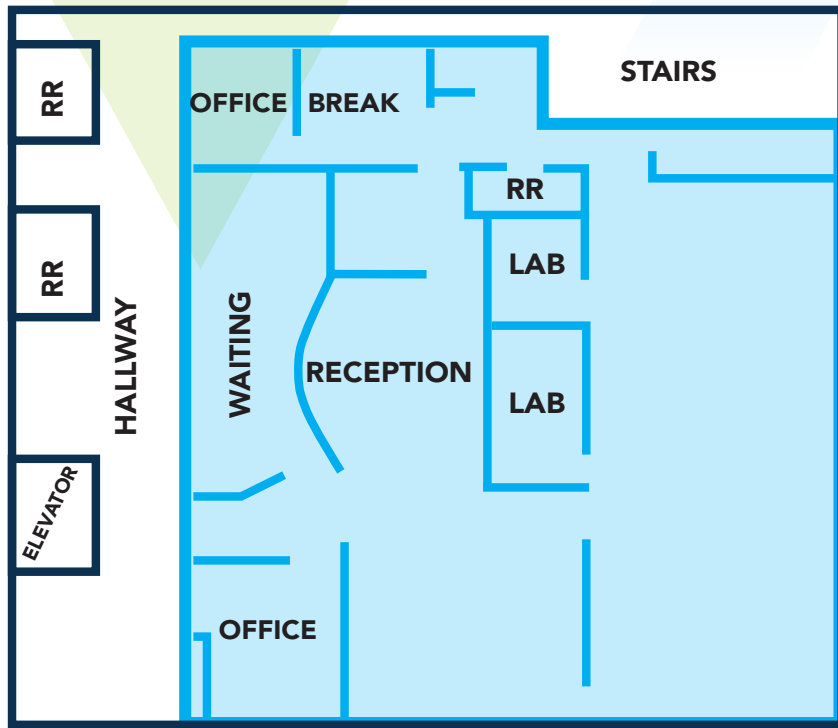 STAIRS
RR
OFFICE
BREAK
RR
LAB
RR
HALLWAY
WAITING
RECEPTION
LAB
ELEVATOR
OFFICE